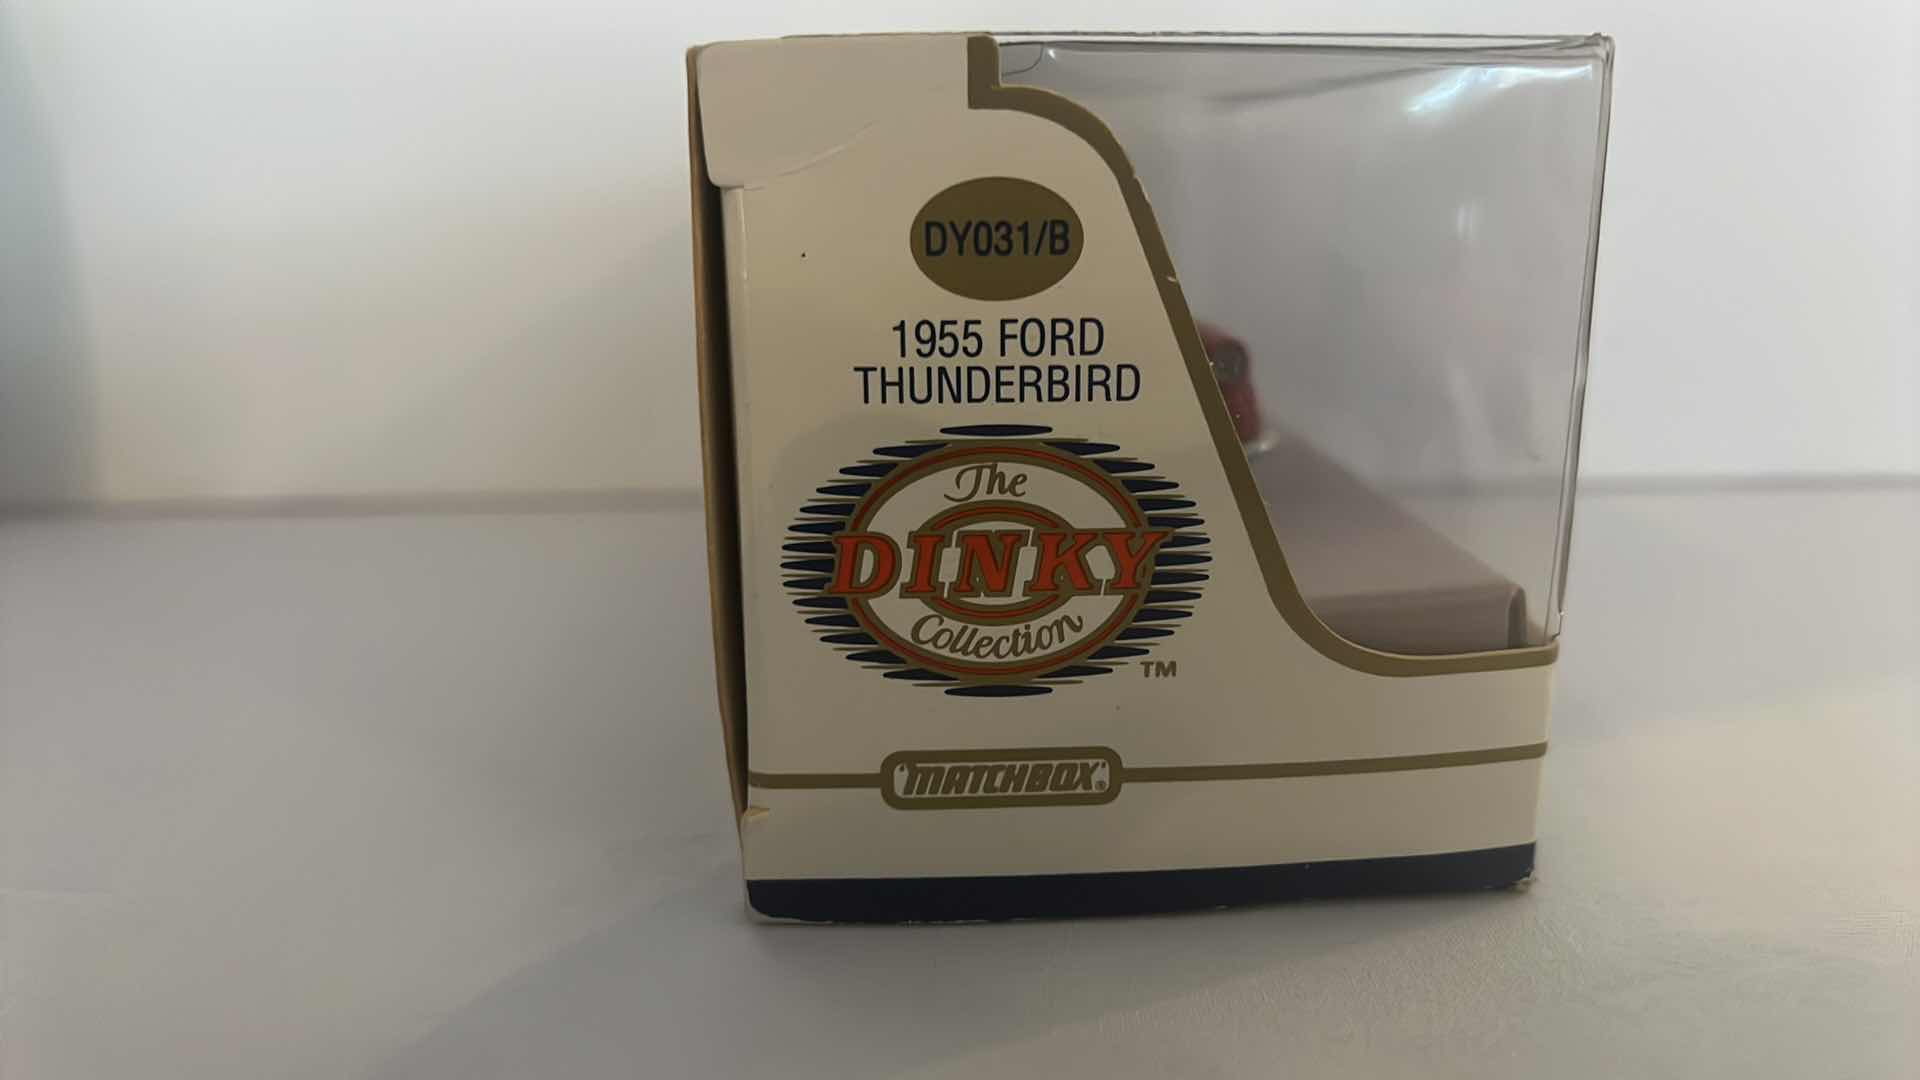 DY031/B
1955 FORD
THUNDERBIRD
The
DINKY
Collection
TM
'MATCHBOX'®